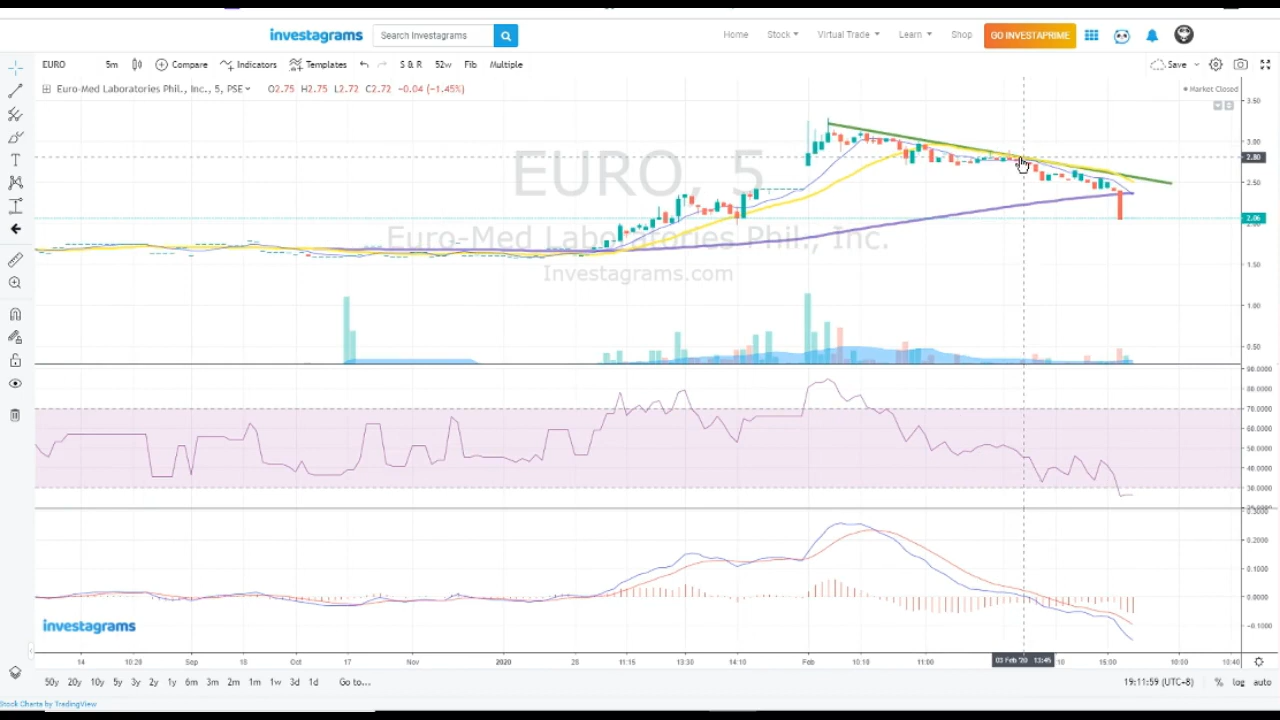 investagrams Search Investagrams Home Stock Virtual Trade Learn Shop GO INVESTAPRIME
EURO 5m Compare Indicators Templates S & R 52w Fib Multiple Save
Euro-Med Laboratories Phil., Inc., 5, PSE O2.75 H2.75 L2.72 C2.72 -0.04 (-1.45%) Market Closed
3.50
3.00
EURO, 5
2.80
2.50
2.06
2.00
Euro-Med Laboratories Phil., Inc.
1.50
Investagrams.com
1.00
0.50
90.0000
80.0000
70.0000
60.0000
50.0000
40.0000
30.0000
0.3000
0.2000
0.1000
0.0000
-0.1000
investagrams
14 10:20 Sep 18 Oct 17 Nov 2020 28 11:15 13:30 14:10 Feb 10:10 11:00 03 Feb '20 13:45 :10 15:00 10:00 10:40
50y 20y 10y 5y 3y 2y 1y 6m 3m 2m 1m 1w 3d 1d Go to... 19:11:59 (UTC-8) % log auto
Stock Charts by TradingView